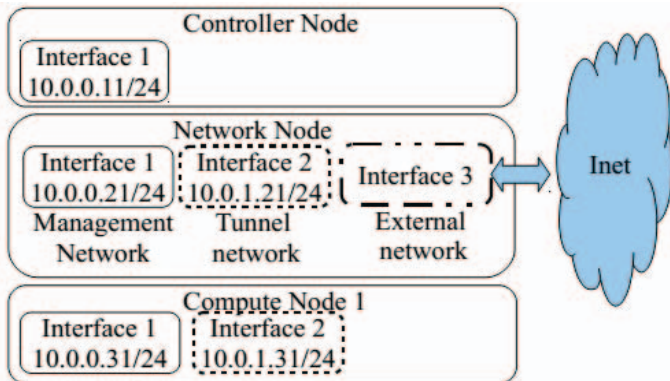 Controller Node
Interface 1
10.0.0.11/24
Network Node
Interface 1
10.0.0.21/24
Interface 2
10.0.1.21/24
Interface 3
Management
Network
Tunnel
network
External
network
Inet
Compute Node 1
Interface 1
10.0.0.31/24
Interface 2
10.0.1.31/24